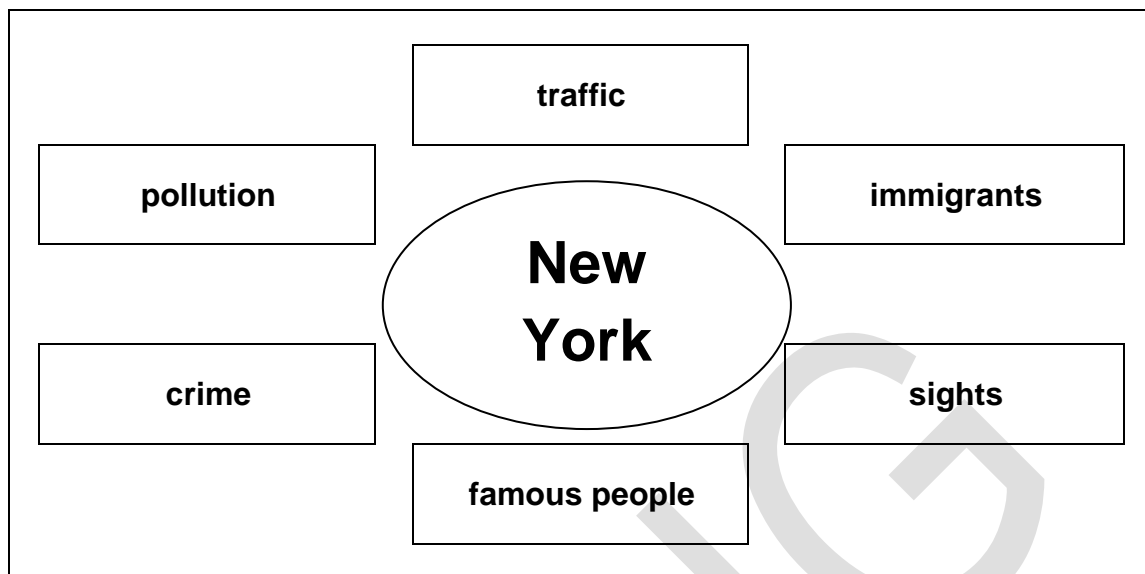 traffic
pollution
immigrants
New
York
crime
sights
famous people